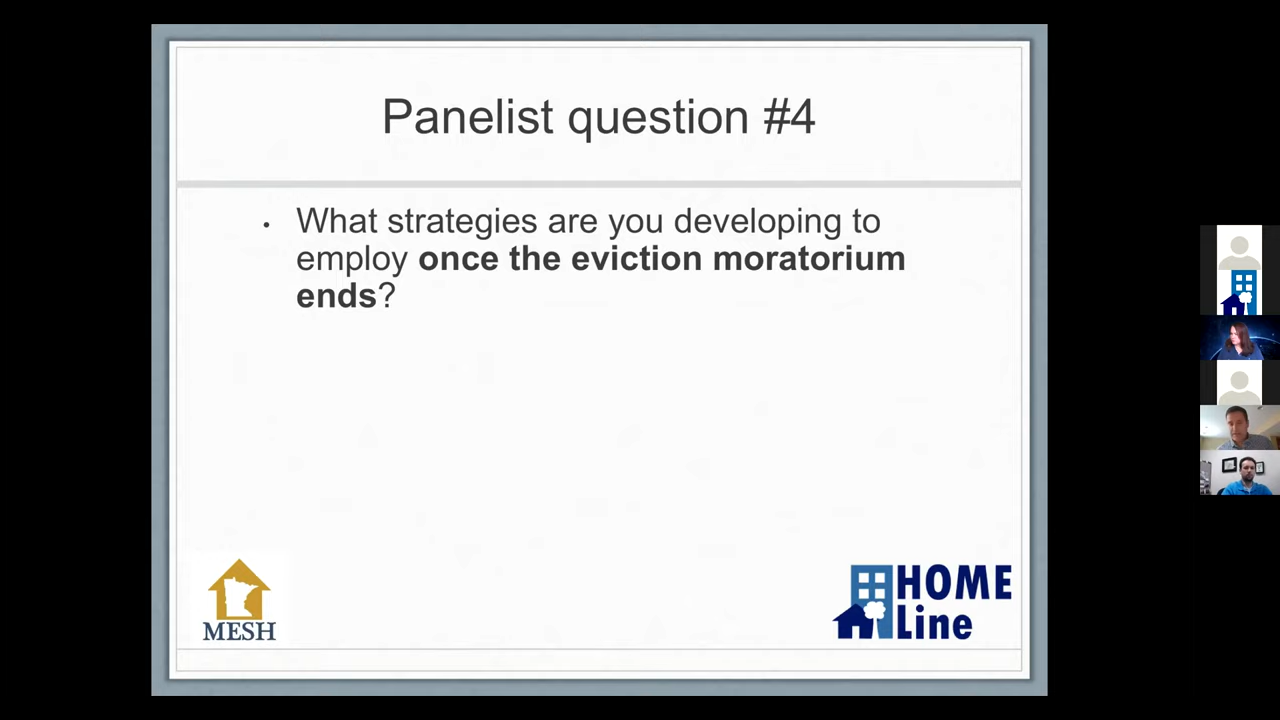 Panelist question #4
• What strategies are you developing to
employ once the eviction moratorium
ends?
MESH
HOME
Line